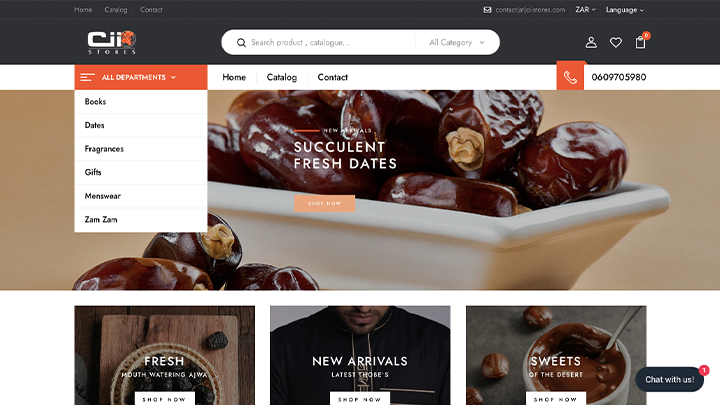 Home Catalog Contact
contact[at]ciistores.com ZAR Language
Cii
STORES
Search product , catalogue...
All Category
0
ALL DEPARTMENTS
Home Catalog Contact
0609705980
Books
Dates
Fragrances
Gifts
Menswear
Zam Zam
NEW ARRIVALS
SUCCULENT
FRESH DATES
SHOP NOW
FRESH
MOUTH WATERING AJWA
SHOP NOW
NEW ARRIVALS
LATEST THOBE'S
SHOP NOW
SWEETS
OF THE DESERT
SHOP NOW
Chat with us!
1